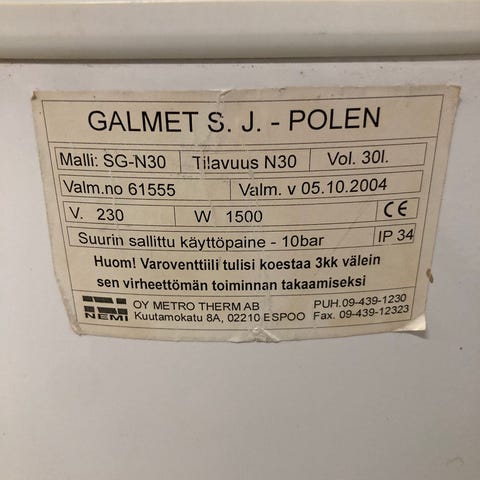 GALMET S. J. - POLEN
Malli: SG-N30 Tilavuus N30 Vol. 30l.
Valm.no 61555 Valm. v 05.10.2004
V. 230 W 1500 CE
Suurin sallittu käyttöpaine - 10bar IP 34
Huom! Varoventtiili tulisi koestaa 3kk välein
sen virheettömän toiminnan takaamiseksi
NEMI OY METRO THERM AB PUH.09-439-1230
Kuutamokatu 8A, 02210 ESPOO Fax. 09-439-12323